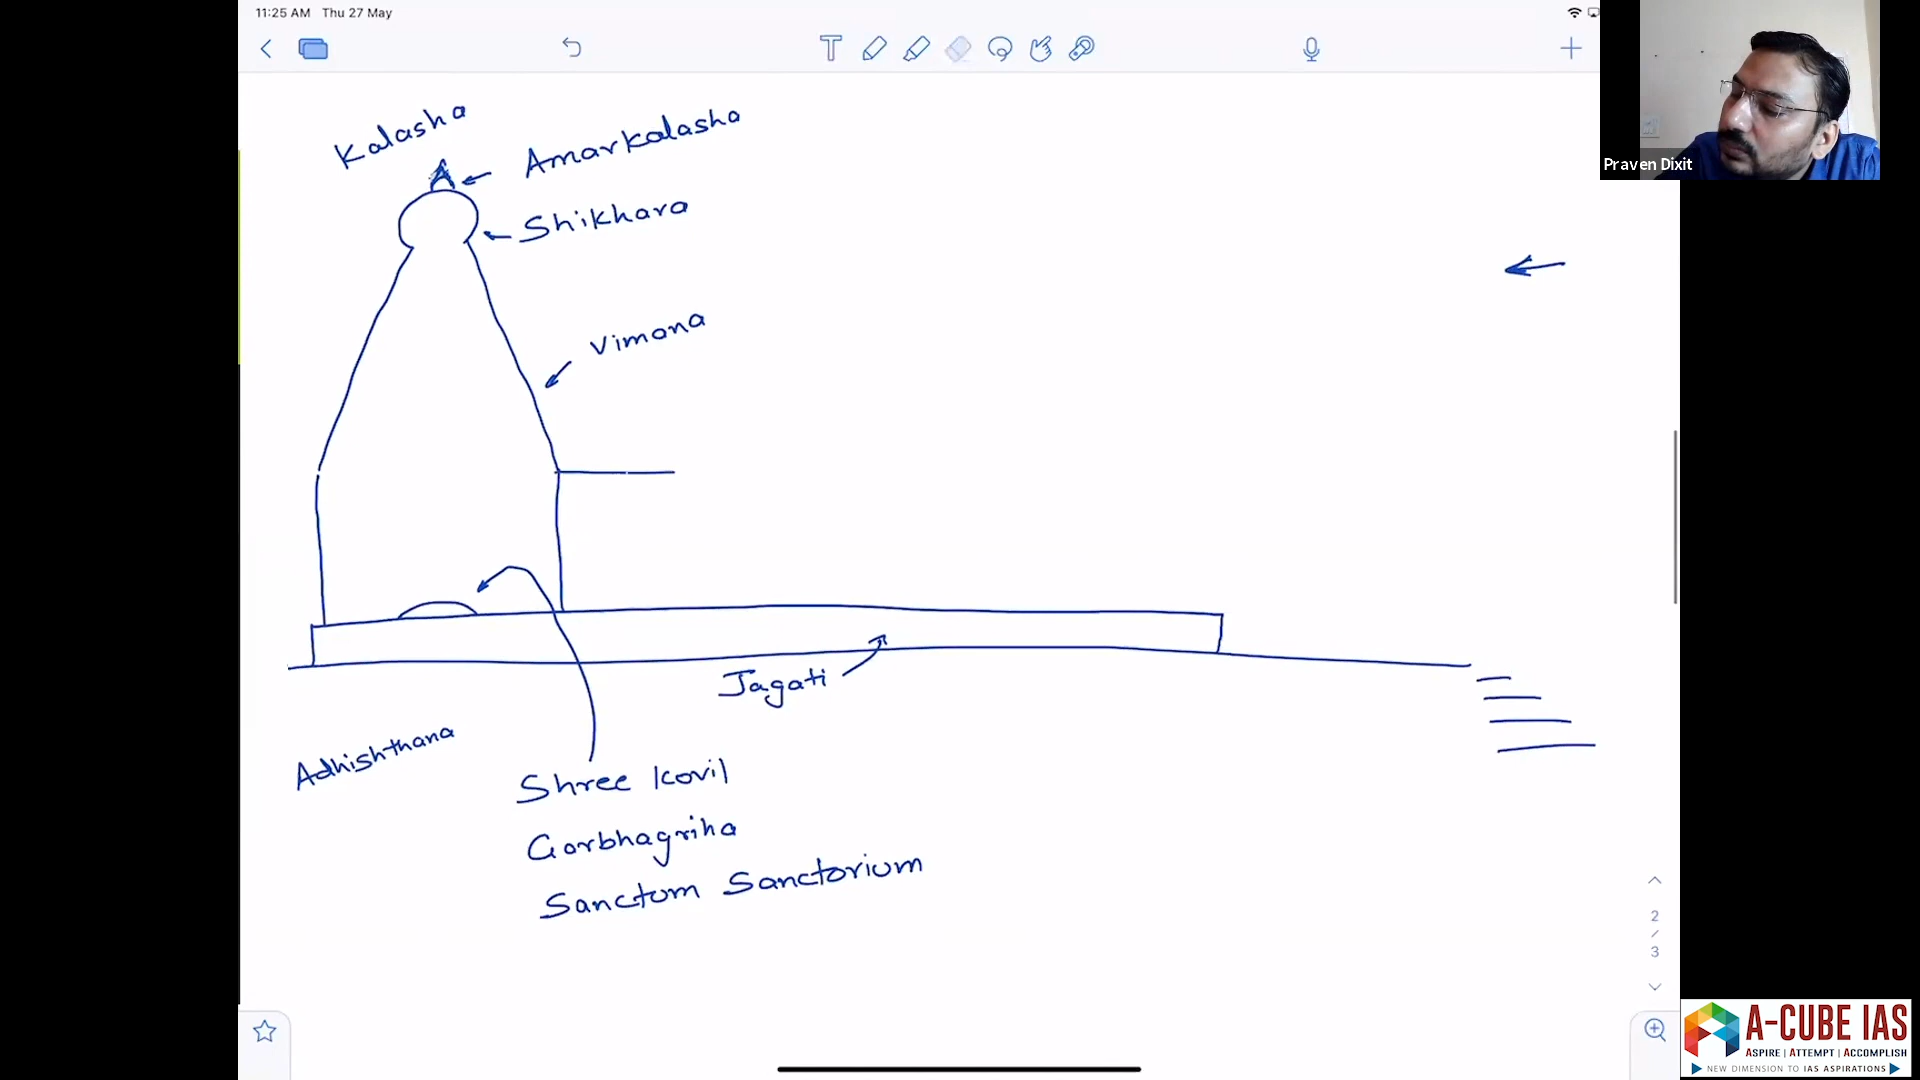 11:25 AM Thu 27 May
T
Praven Dixit
Kalasha
Amarkalasha
Shikhara
Vimana
Jagati
Adhishthana
Shree Kovil
Garbhagriha
Sanctum Sanctorium
2
/
3
A-CUBE IAS
ASPIRE | ATTEMPT | ACCOMPLISH
NEW DIMENSION TO IAS ASPIRATIONS